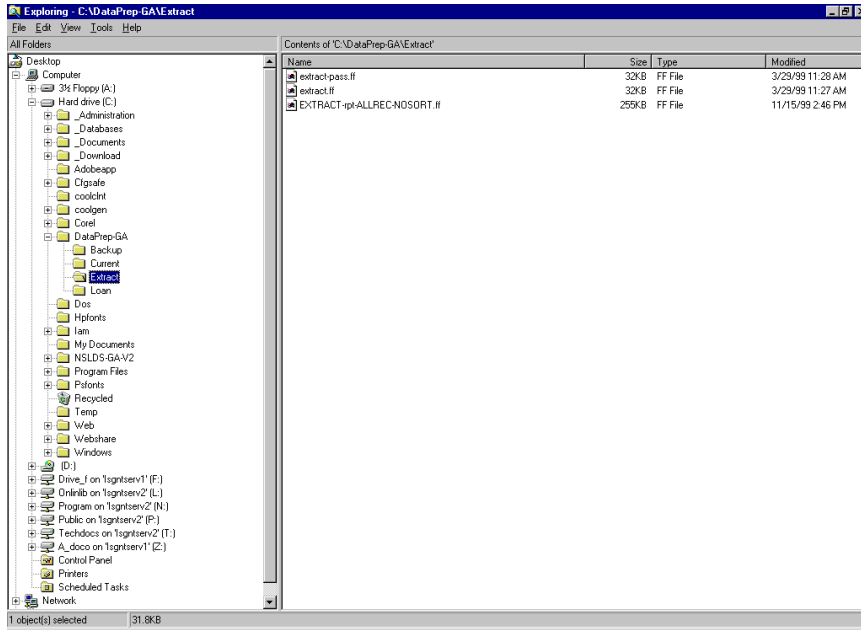 Exploring - C:\DataPrep-GA\Extract
File Edit View Tools Help
All Folders
Contents of 'C:\DataPrep-GA\Extract'
Name Size Type Modified
extract-pass.ff 32KB FF File 3/29/99 11:28 AM
extract.ff 32KB FF File 3/29/99 11:27 AM
EXTRACT-rpt-ALLREC-NOSORT.ff 255KB FF File 11/15/99 2:46 PM
Desktop
Computer
3½ Floppy (A:)
Hard drive (C:)
_Administration
_Databases
_Documents
_Download
Adobeapp
Cfgsafe
coolclnt
coolgen
Corel
DataPrep-GA
Backup
Current
Extract
Loan
Dos
Hpfonts
Iam
My Documents
NSLDS-GA-V2
Program Files
Psfonts
Recycled
Temp
Web
Webshare
Windows
(D:)
Drive_f on 'lsgntserv1' (F:)
Onlinlib on 'lsgntserv2' (L:)
Program on 'lsgntserv2' (N:)
Public on 'lsgntserv2' (P:)
Techdocs on 'lsgntserv2' (T:)
A_doco on 'lsgntserv1' (Z:)
Control Panel
Printers
Scheduled Tasks
Network
1 object(s) selected 31.8KB